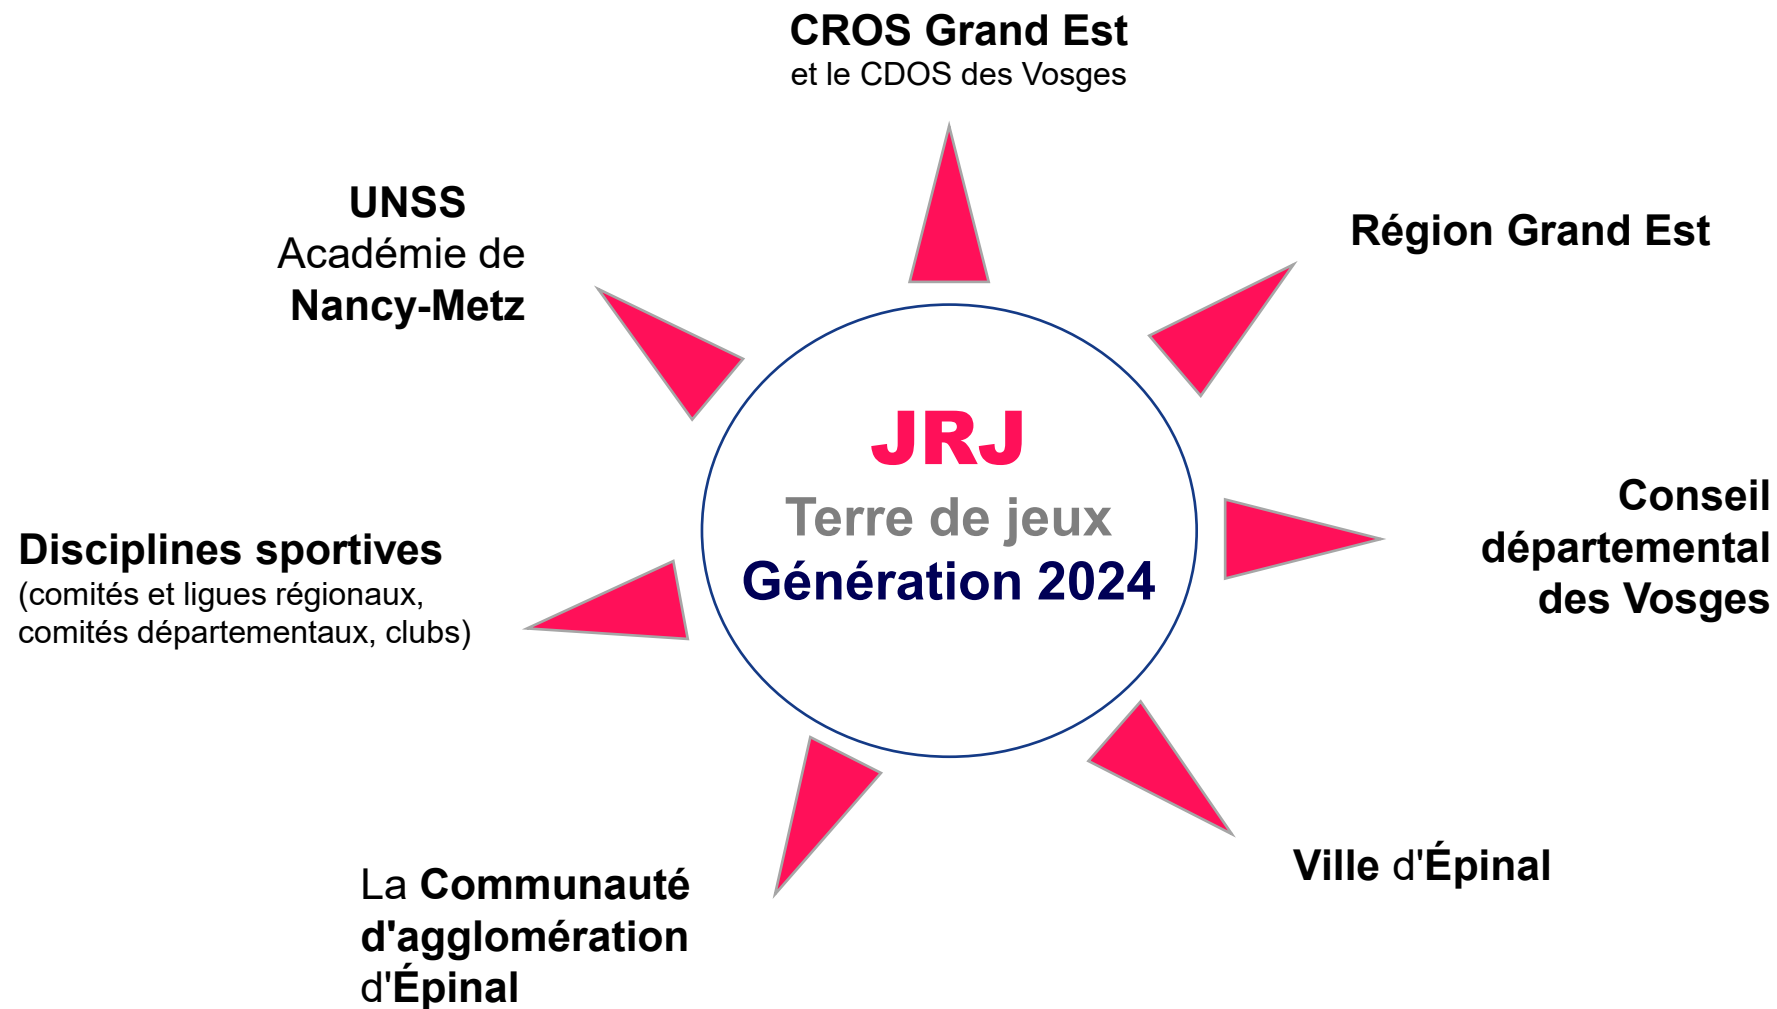 CROS Grand Est
et le CDOS des Vosges
UNSS
Académie de
Nancy-Metz
Région Grand Est
JRJ
Terre de jeux
Génération 2024
Conseil
départemental
des Vosges
Disciplines sportives
(comités et ligues régionaux,
comités départementaux, clubs)
Ville d'Épinal
La Communauté
d'agglomération
d'Épinal